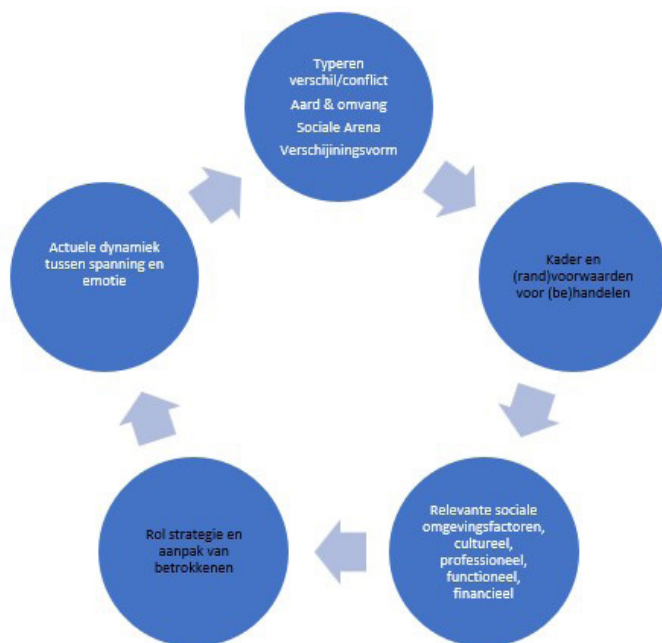 Typeren
verschil/conflict
Aard & omvang
Sociale Arena
Verschijiningsvorm
Kader en
(rand)voorwaarden
voor (be)handelen
Relevante sociale
omgevingsfactoren,
cultureel,
professioneel,
functioneel,
financieel
Rol strategie en
aanpak van
betrokkenen
Actuele dynamiek
tussen spanning en
emotie